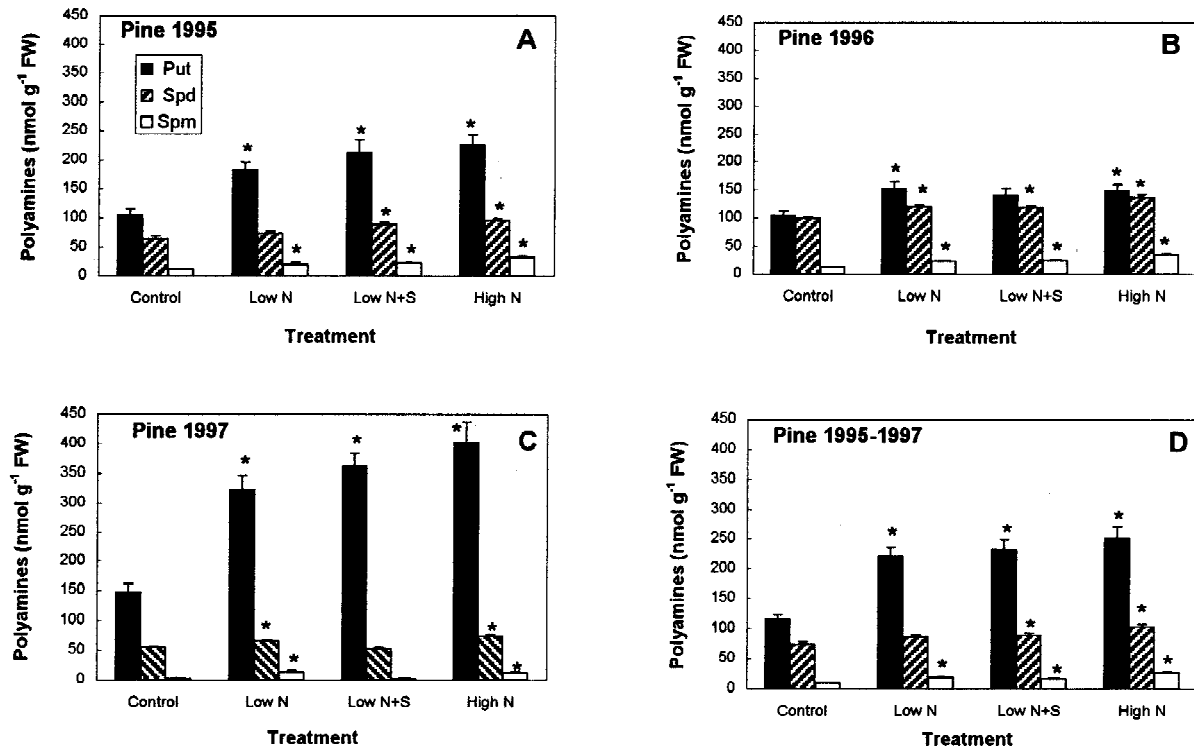 Pine 1995
A
Put
Spd
Spm
Polyamines (nmol g-1 FW)
450
400
350
300
250
200
150
100
50
0
* * * * * * * *
Control Low N Low N+S High N
Treatment
Pine 1996
B
Polyamines (nmol g-1 FW)
450
400
350
300
250
200
150
100
50
0
* * * * * * * *
Control Low N Low N+S High N
Treatment
Pine 1997
C
Polyamines (nmol g-1 FW)
450
400
350
300
250
200
150
100
50
0
* * * * * * *
Control Low N Low N+S High N
Treatment
Pine 1995-1997
D
Polyamines (nmol g-1 FW)
450
400
350
300
250
200
150
100
50
0
* * * * * * * *
Control Low N Low N+S High N
Treatment